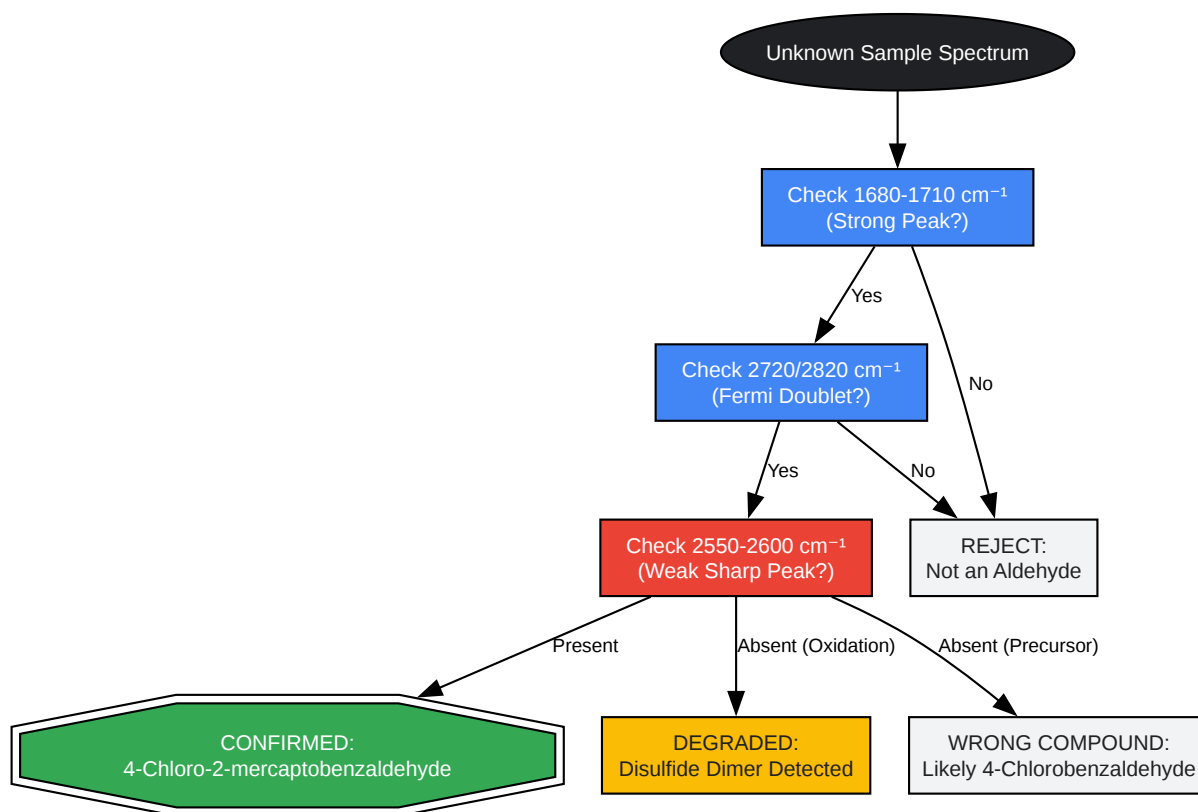 Unknown Sample Spectrum
Check 1680-1710 cm⁻¹
(Strong Peak?)
Yes
No
Check 2720/2820 cm⁻¹
(Fermi Doublet?)
Yes
No
Check 2550-2600 cm⁻¹
(Weak Sharp Peak?)
REJECT:
Not an Aldehyde
Present
Absent (Oxidation)
Absent (Precursor)
CONFIRMED:
4-Chloro-2-mercaptobenzaldehyde
DEGRADED:
Disulfide Dimer Detected
WRONG COMPOUND:
Likely 4-Chlorobenzaldehyde